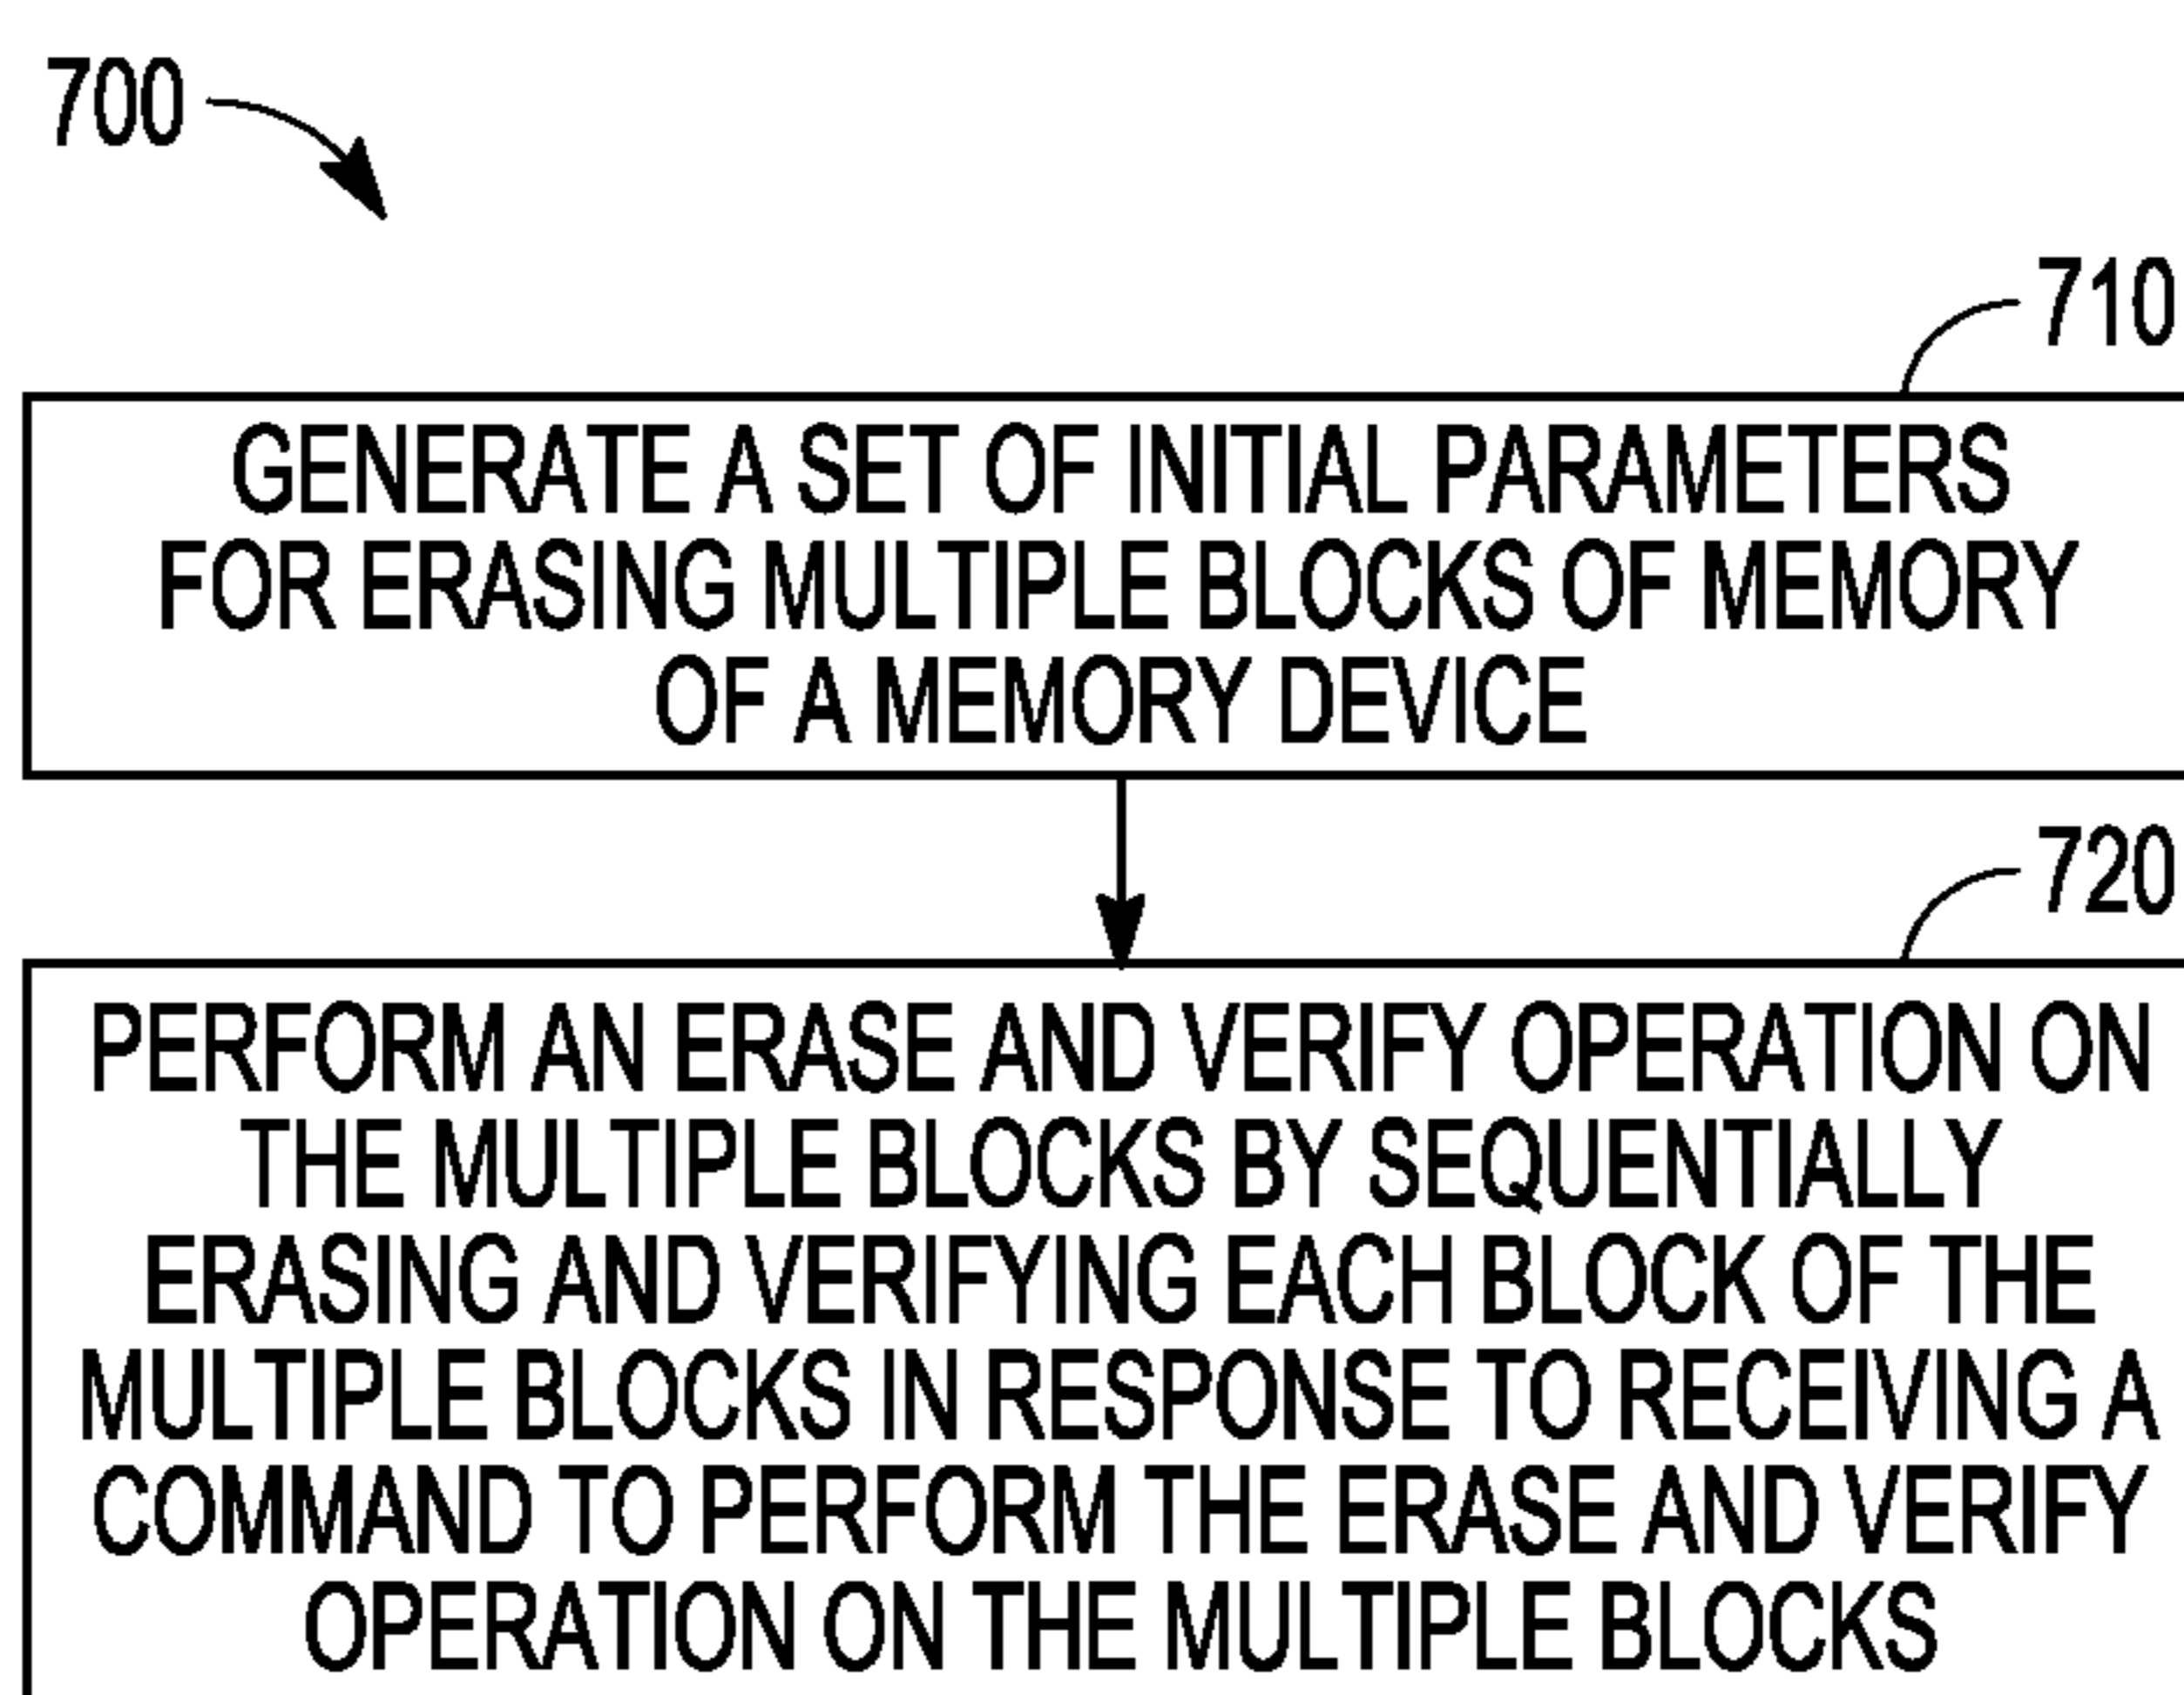 700
710
GENERATE A SET OF INITIAL PARAMETERS
FOR ERASING MULTIPLE BLOCKS OF MEMORY
OF A MEMORY DEVICE
720
PERFORM AN ERASE AND VERIFY OPERATION ON
THE MULTIPLE BLOCKS BY SEQUENTIALLY
ERASING AND VERIFYING EACH BLOCK OF THE
MULTIPLE BLOCKS IN RESPONSE TO RECEIVING A
COMMAND TO PERFORM THE ERASE AND VERIFY
OPERATION ON THE MULTIPLE BLOCKS